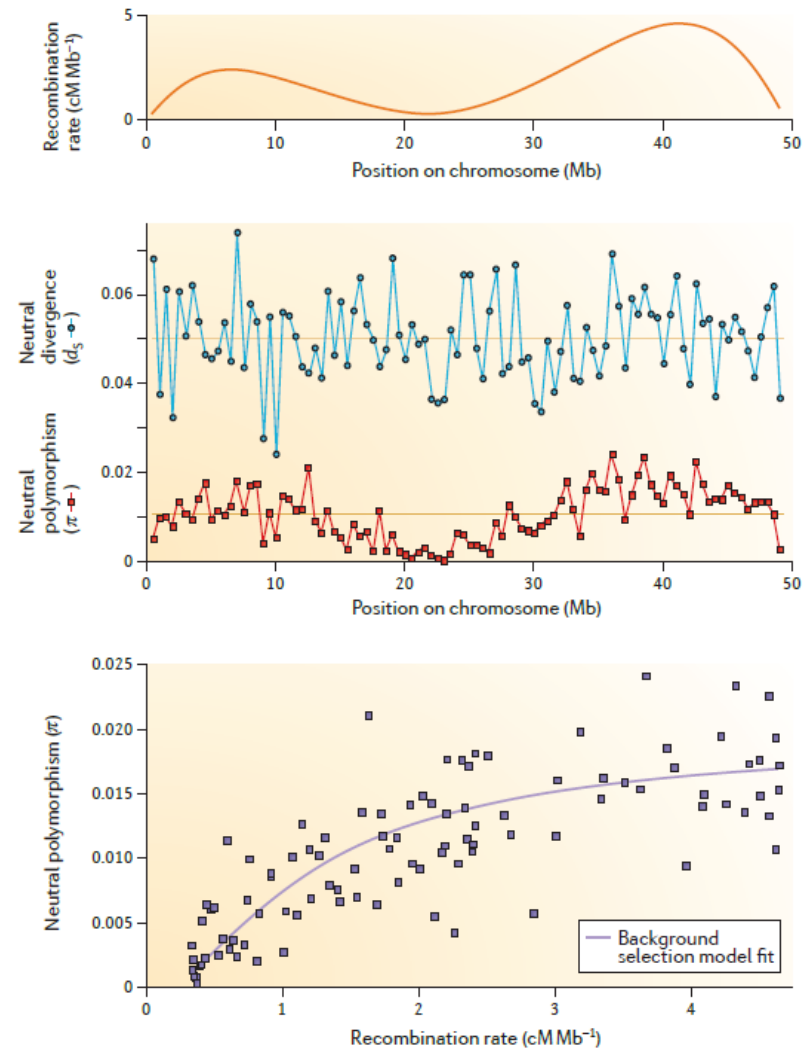 Recombination
rate (cM Mb⁻¹)
5
0
0 10 20 30 40 50
Position on chromosome (Mb)
Neutral
divergence
(dS )
Neutral
polymorphism
(π )
0.06
0.04
0.02
0
0 10 20 30 40 50
Position on chromosome (Mb)
Neutral polymorphism (π)
0.025
0.020
0.015
0.010
0.005
0
0 1 2 3 4
Background
selection model fit
Recombination rate (cM Mb⁻¹)